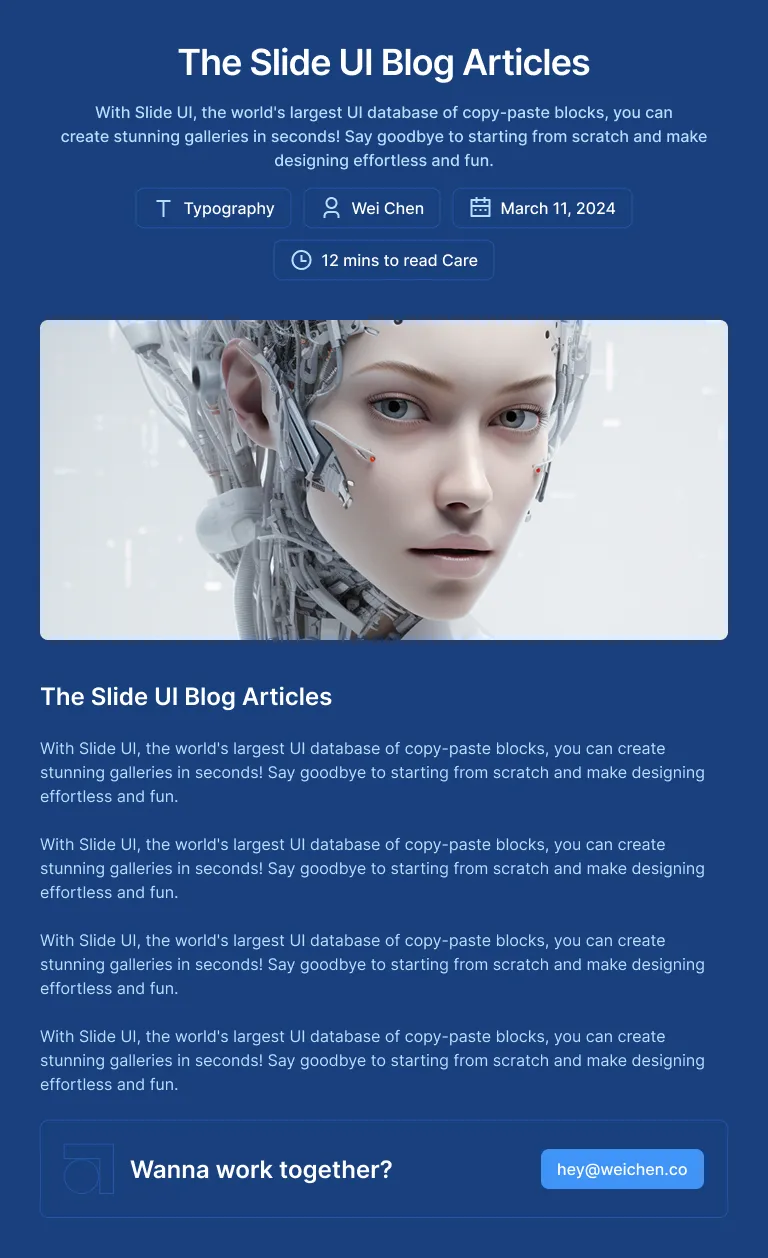 The Slide UI Blog Articles
With Slide UI, the world's largest UI database of copy-paste blocks, you can
create stunning galleries in seconds! Say goodbye to starting from scratch and make
designing effortless and fun.
Typography
Wei Chen
March 11, 2024
12 mins to read Care
The Slide UI Blog Articles
With Slide UI, the world's largest UI database of copy-paste blocks, you can create
stunning galleries in seconds! Say goodbye to starting from scratch and make designing
effortless and fun.
With Slide UI, the world's largest UI database of copy-paste blocks, you can create
stunning galleries in seconds! Say goodbye to starting from scratch and make designing
effortless and fun.
With Slide UI, the world's largest UI database of copy-paste blocks, you can create
stunning galleries in seconds! Say goodbye to starting from scratch and make designing
effortless and fun.
With Slide UI, the world's largest UI database of copy-paste blocks, you can create
stunning galleries in seconds! Say goodbye to starting from scratch and make designing
effortless and fun.
Wanna work together?
hey@weichen.co